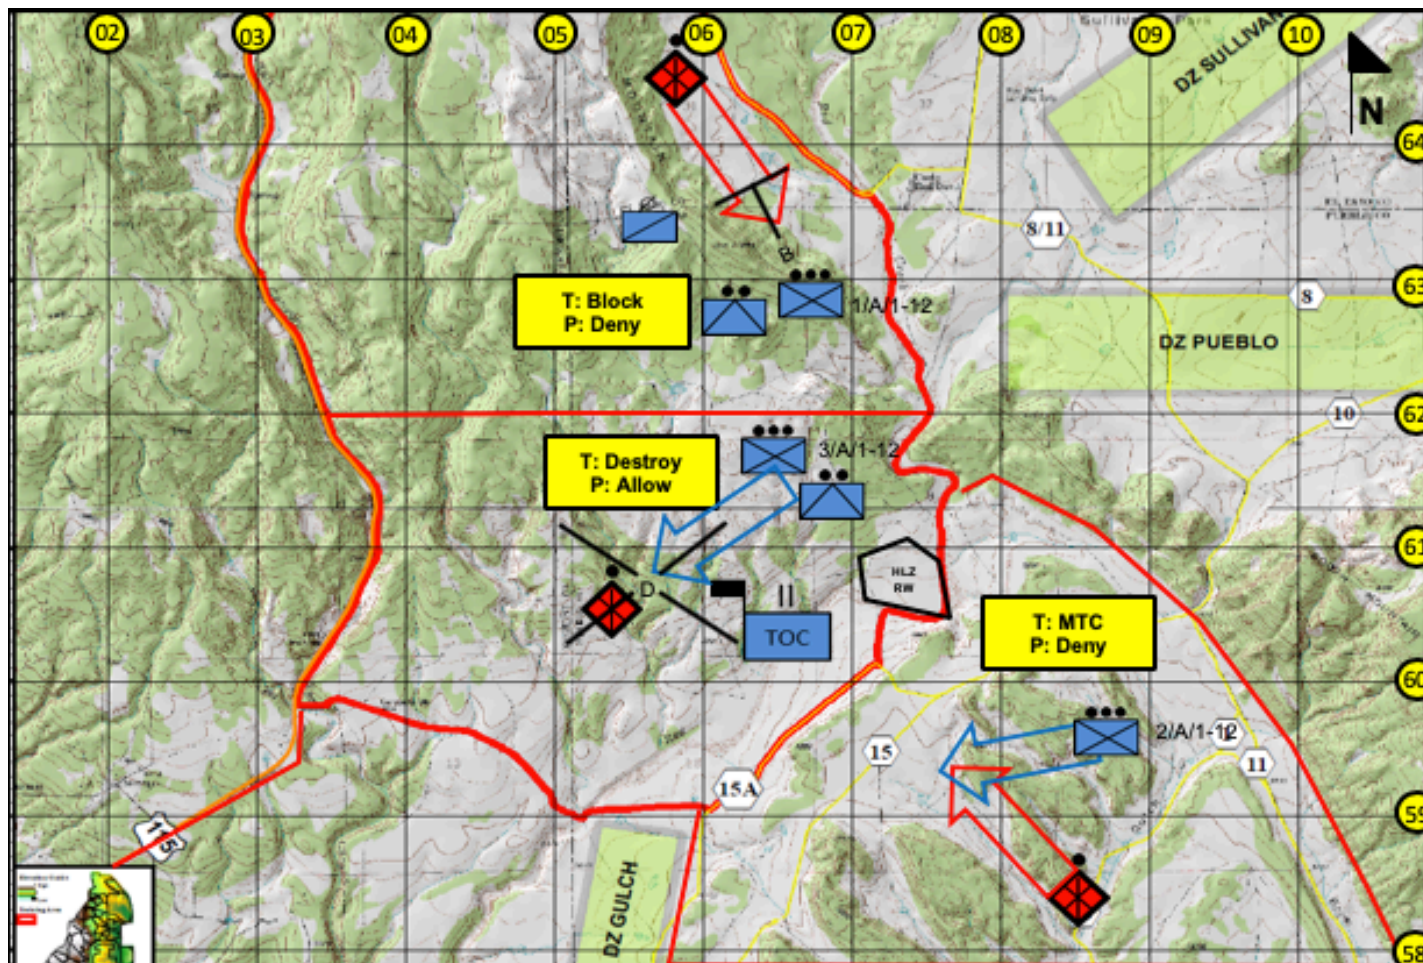 02
03
04
05
06
07
08
09
10
DZ SULLIVAN
N
64
8/11
B
63
T: Block
P: Deny
1/A/1-12
8
DZ PUEBLO
62
10
3/A/1-12
T: Destroy
P: Allow
61
HLZ
RW
D
TOC
T: MTC
P: Deny
60
2/A/1-12
15
11
15A
59
115
DZ GULCH
58